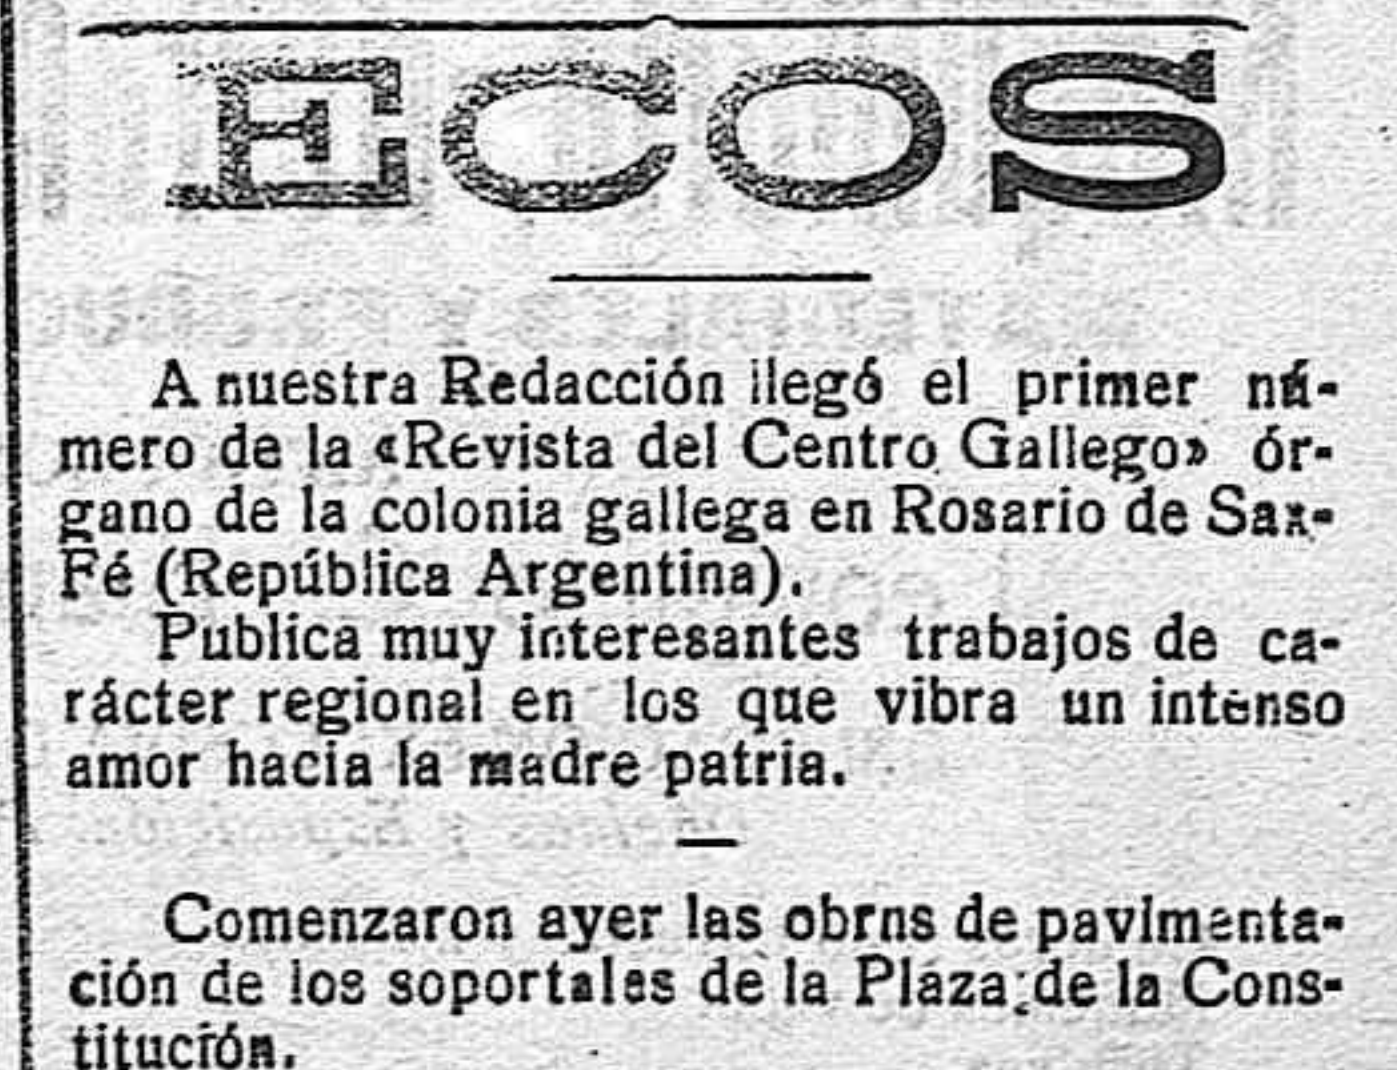 ECOS
A nuestra Redacción llegó el primer nú-
mero de la «Revista del Centro Gallego» ór-
gano de la colonia gallega en Rosario de Sax-
Fé (República Argentina).
Publica muy interesantes trabajos de ca-
rácter regional en los que vibra un intenso
amor hacia la madre patria.
Comenzaron ayer las obrns de pavimenta-
ción de los soportales de la Plaza de la Cons-
titución.